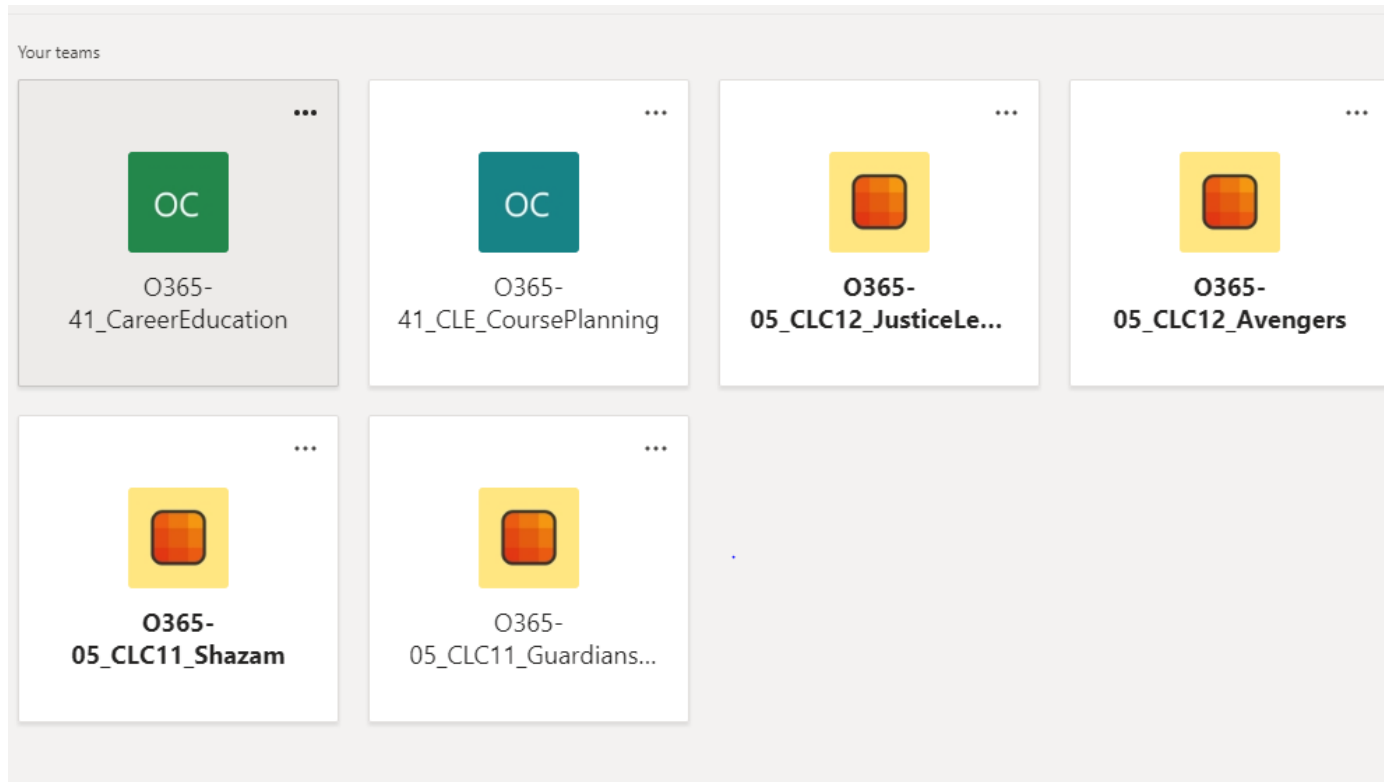 Your teams
OC
O365-
41_CareerEducation
OC
O365-
41_CLE_CoursePlanning
O365-
05_CLC12_JusticeLe...
O365-
05_CLC12_Avengers
O365-
05_CLC11_Shazam
O365-
05_CLC11_Guardians...